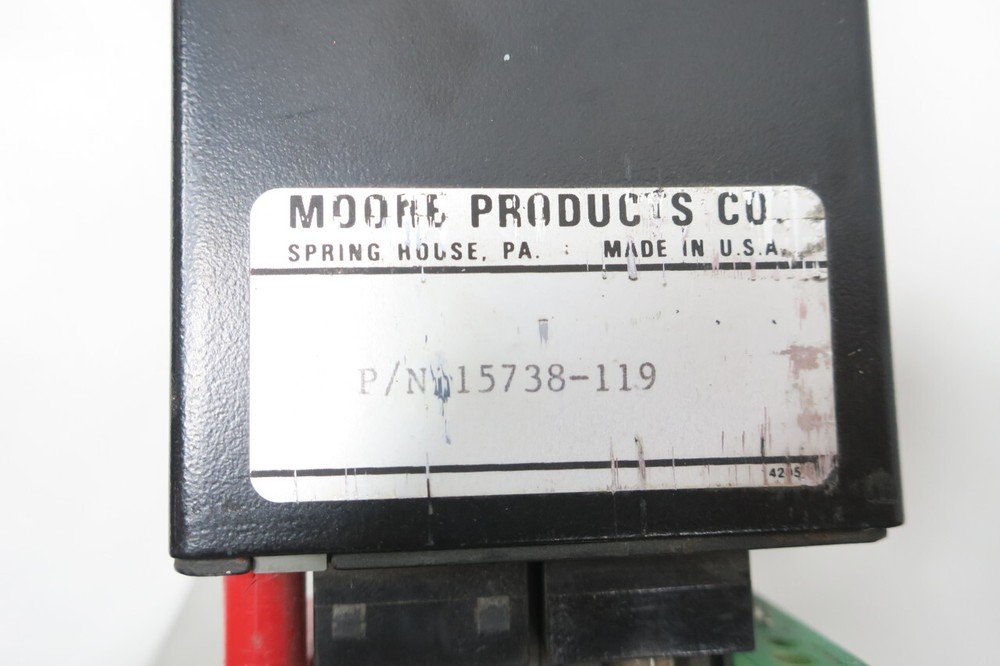 MOORE PRODUCTS CO.
SPRING HOUSE, PA. MADE IN U.S.A.
P/N 15738-119